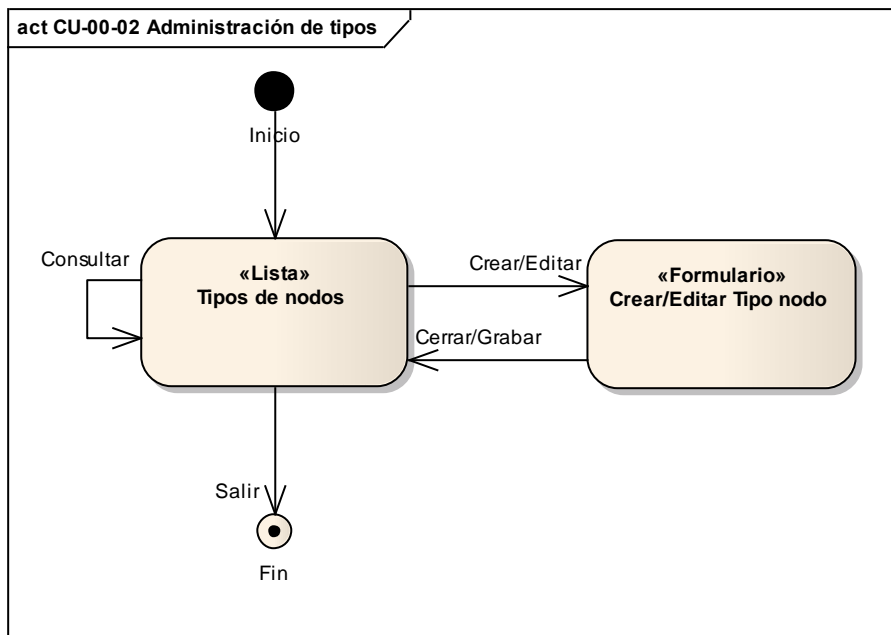 act CU-00-02 Administración de tipos
Inicio
Consultar
«Lista»
Tipos de nodos
Crear/Editar
Cerrar/Grabar
«Formulario»
Crear/Editar Tipo nodo
Salir
Fin